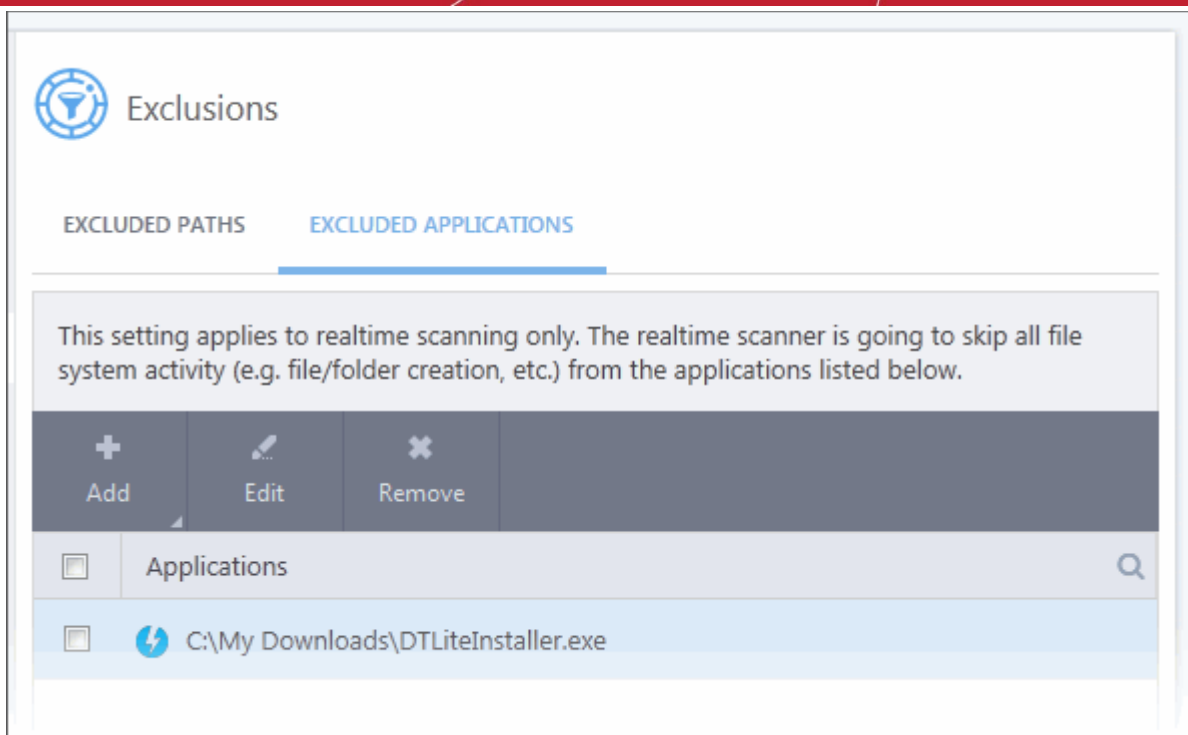 Exclusions
EXCLUDED PATHS EXCLUDED APPLICATIONS
This setting applies to realtime scanning only. The realtime scanner is going to skip all file
system activity (e.g. file/folder creation, etc.) from the applications listed below.
Add Edit Remove
Applications
C:\My Downloads\DTLiteInstaller.exe